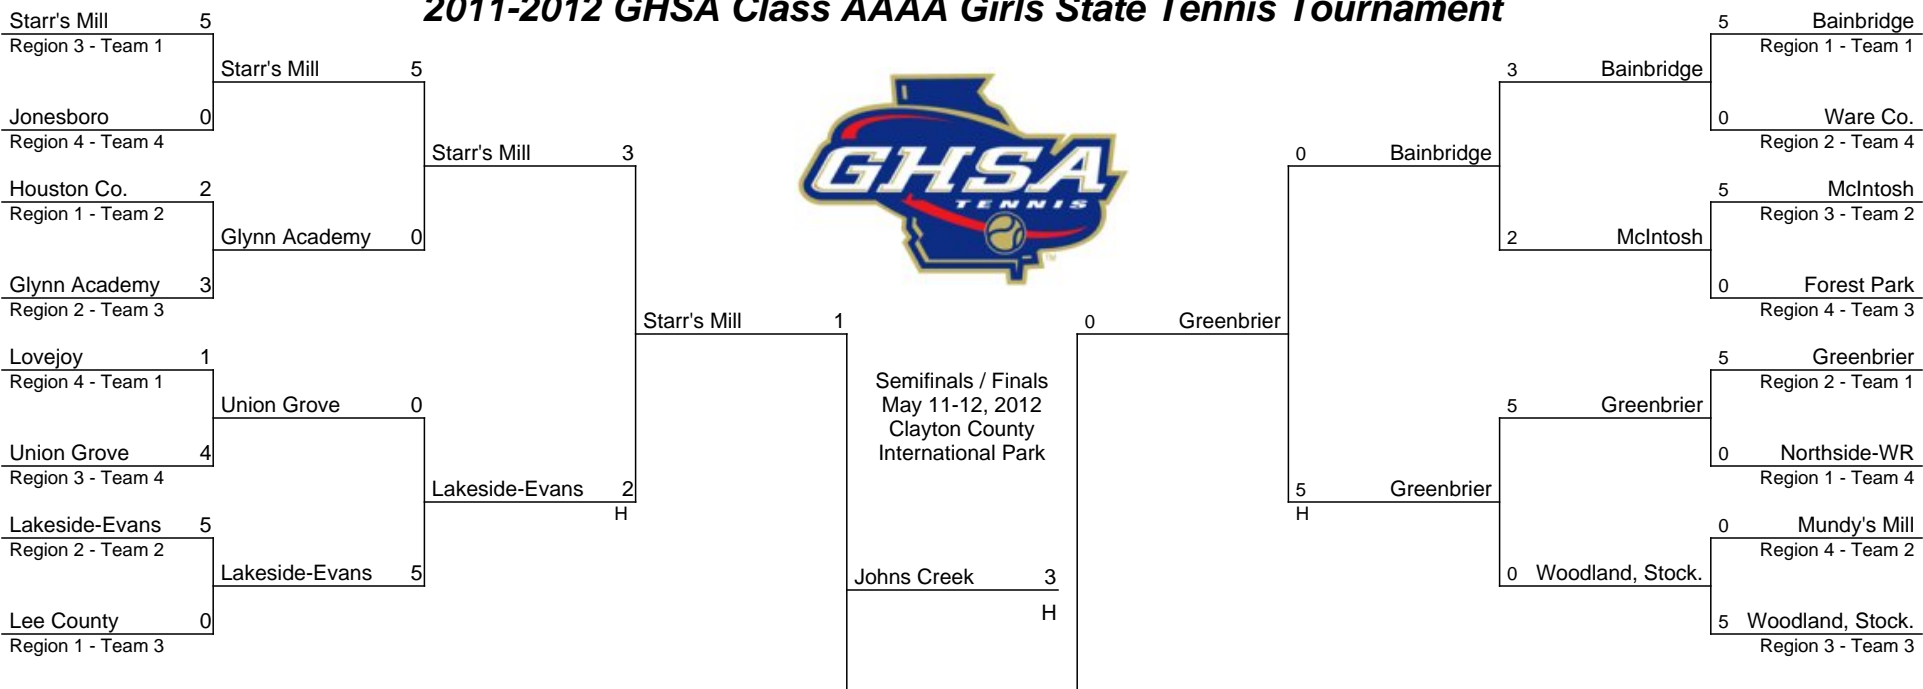 2011-2012 GHSA Class AAAA Girls State Tennis Tournament
Starr's Mill 5
Region 3 - Team 1
Jonesboro 0
Region 4 - Team 4
Houston Co. 2
Region 1 - Team 2
Glynn Academy 3
Region 2 - Team 3
Lovejoy 1
Region 4 - Team 1
Union Grove 4
Region 3 - Team 4
Lakeside-Evans 5
Region 2 - Team 2
Lee County 0
Region 1 - Team 3
Starr's Mill 5
Glynn Academy 0
Union Grove 0
Lakeside-Evans 5
Starr's Mill 3
Lakeside-Evans 2
H
Starr's Mill 1
GHSA
TENNIS
TM
Semifinals / Finals
May 11-12, 2012
Clayton County
International Park
Johns Creek 3
H
0 Greenbrier
0 Bainbridge
5 Greenbrier
H
3 Bainbridge
2 McIntosh
5 Greenbrier
0 Woodland, Stock.
5 Bainbridge
Region 1 - Team 1
0 Ware Co.
Region 2 - Team 4
5 McIntosh
Region 3 - Team 2
0 Forest Park
Region 4 - Team 3
5 Greenbrier
Region 2 - Team 1
0 Northside-WR
Region 1 - Team 4
0 Mundy's Mill
Region 4 - Team 2
5 Woodland, Stock.
Region 3 - Team 3